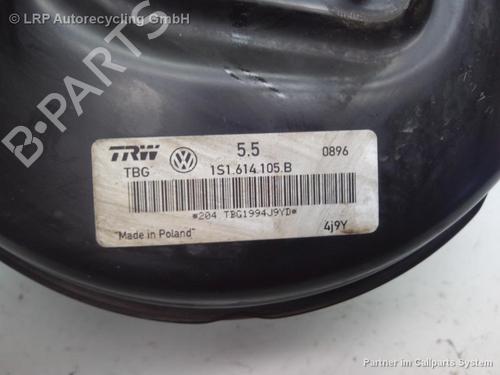 LRP Autorecycling GmbH
B-PARTS
TRW
5.5
0896
TBG
1S1.614.105.B
*204 TBG1994J9YD*
"Made in Poland"
4j9Y
Partner im Callparts System